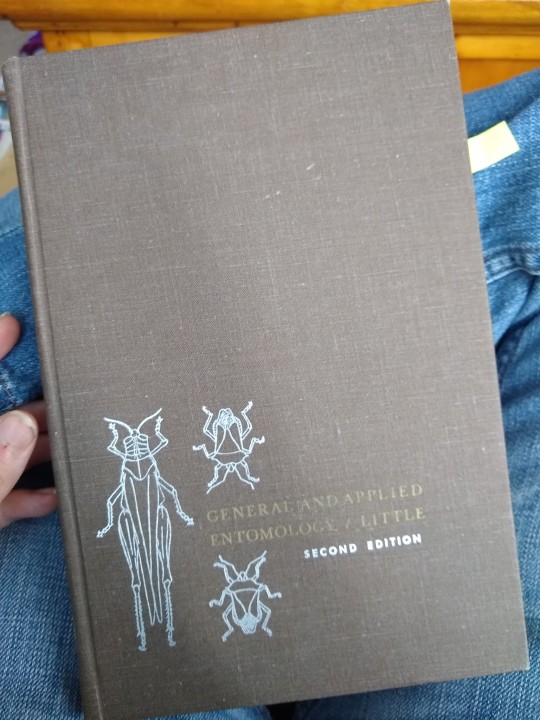 GENERAL AND APPLIED
ENTOMOLOGY / LITTLE
SECOND EDITION